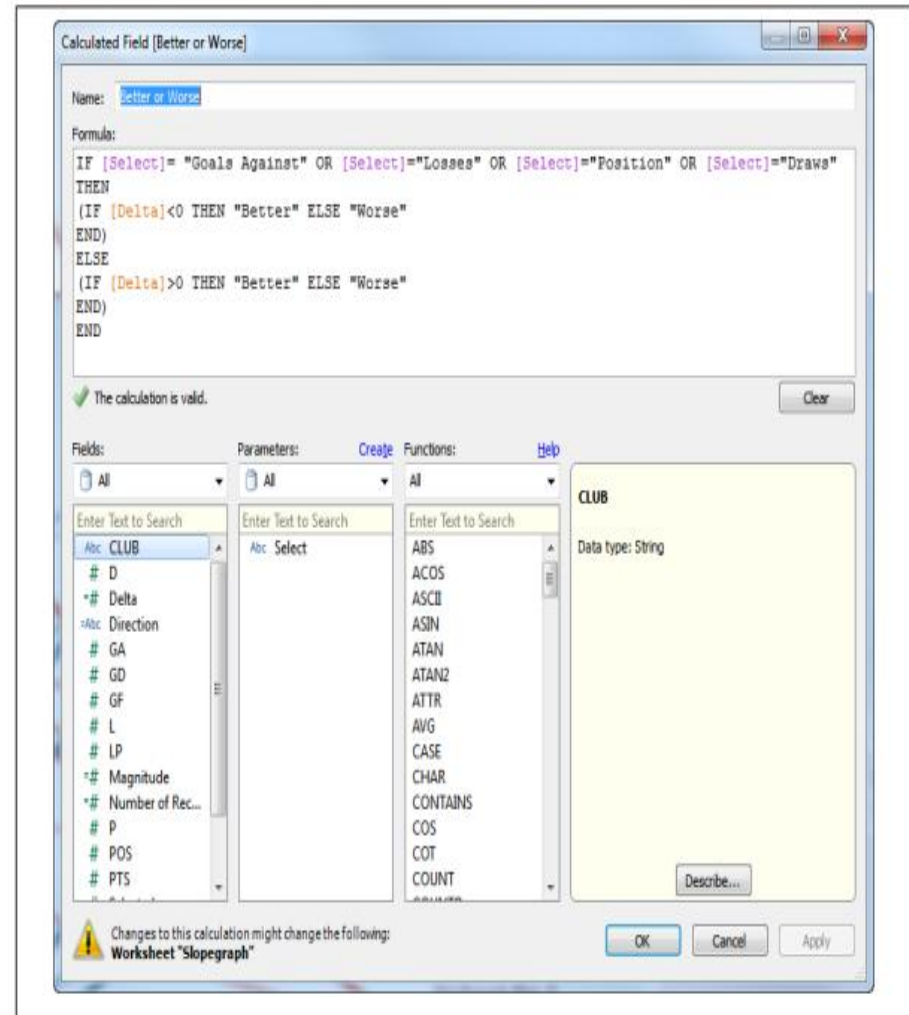 Calculated Field [Better or Worse]
Name: Better or Worse
Formula:
IF [Select]= "Goals Against" OR [Select]="Losses" OR [Select]="Position" OR [Select]="Draws"
THEN
(IF [Delta]<0 THEN "Better" ELSE "Worse"
END)
ELSE
(IF [Delta]>0 THEN "Better" ELSE "Worse"
END)
END
The calculation is valid.
Clear
Fields:
All
Enter Text to Search
Abc CLUB
# D
=# Delta
=Abc Direction
# GA
# GD
# GF
# L
# LP
=# Magnitude
=# Number of Rec...
# P
# POS
# PTS
Parameters: Create
All
Enter Text to Search
Abc Select
Functions: Help
All
Enter Text to Search
ABS
ACOS
ASCII
ASIN
ATAN
ATAN2
ATTR
AVG
CASE
CHAR
CONTAINS
COS
COT
COUNT
CLUB
Data type: String
Describe...
Changes to this calculation might change the following:
Worksheet "Slopegraph"
OK Cancel Apply